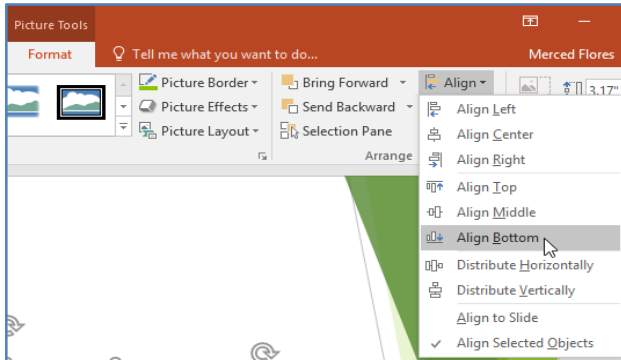 Picture Tools
Format
Tell me what you want to do...
Merced Flores
Picture Border
Bring Forward
Align
3.17"
Picture Effects
Send Backward
Picture Layout
Selection Pane
Arrange
Align Left
Align Center
Align Right
Align Top
Align Middle
Align Bottom
Distribute Horizontally
Distribute Vertically
Align to Slide
Align Selected Objects